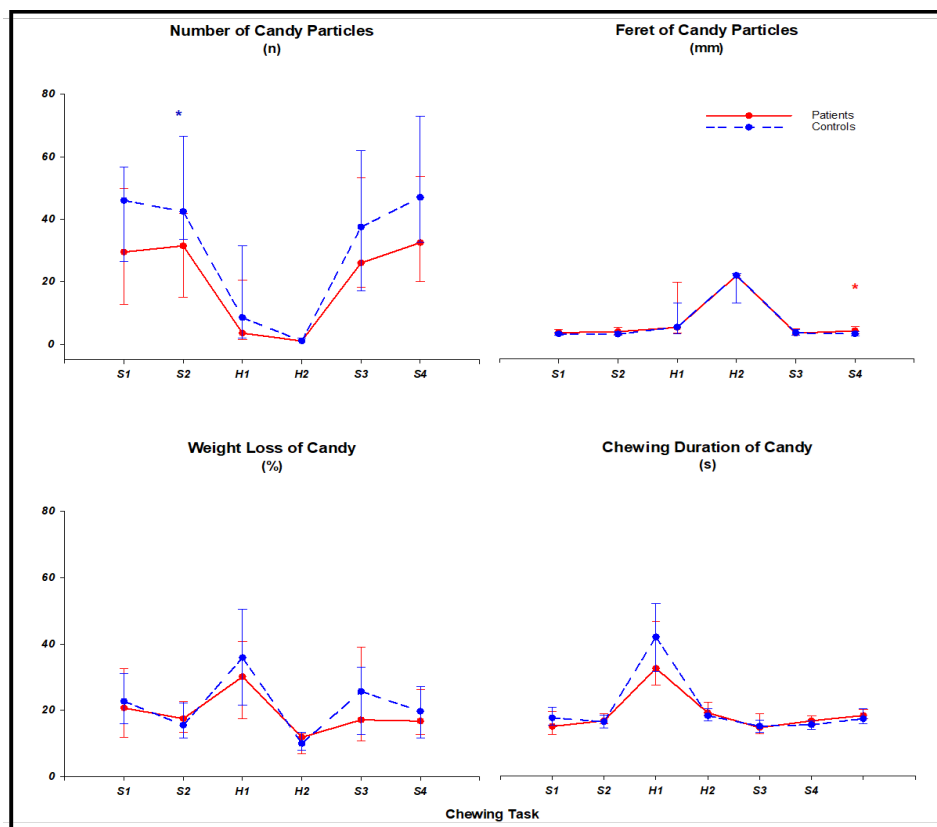 Number of Candy Particles
(n)
Feret of Candy Particles
(mm)
80
60
40
20
0
*
Patients
Controls
*
S1 S2 H1 H2 S3 S4
S1 S2 H1 H2 S3 S4
Weight Loss of Candy
(%)
Chewing Duration of Candy
(s)
80
60
40
20
0
S1 S2 H1 H2 S3 S4
S1 S2 H1 H2 S3 S4
Chewing Task